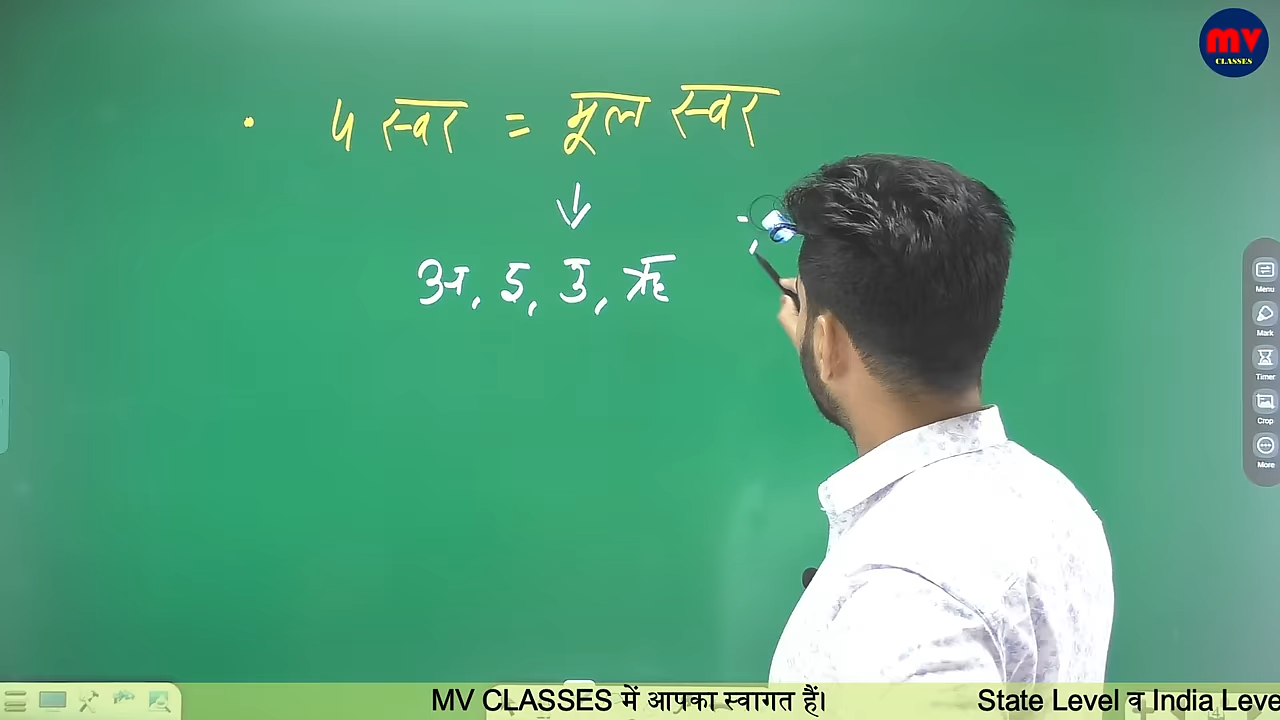 MV
CLASSES
• 4 स्वर = मूल स्वर
↓
अ, इ, उ, ऋ
Menu
Mark
Timer
Crop
More
MV CLASSES में आपका स्वागत हैं। State Level व India Leve